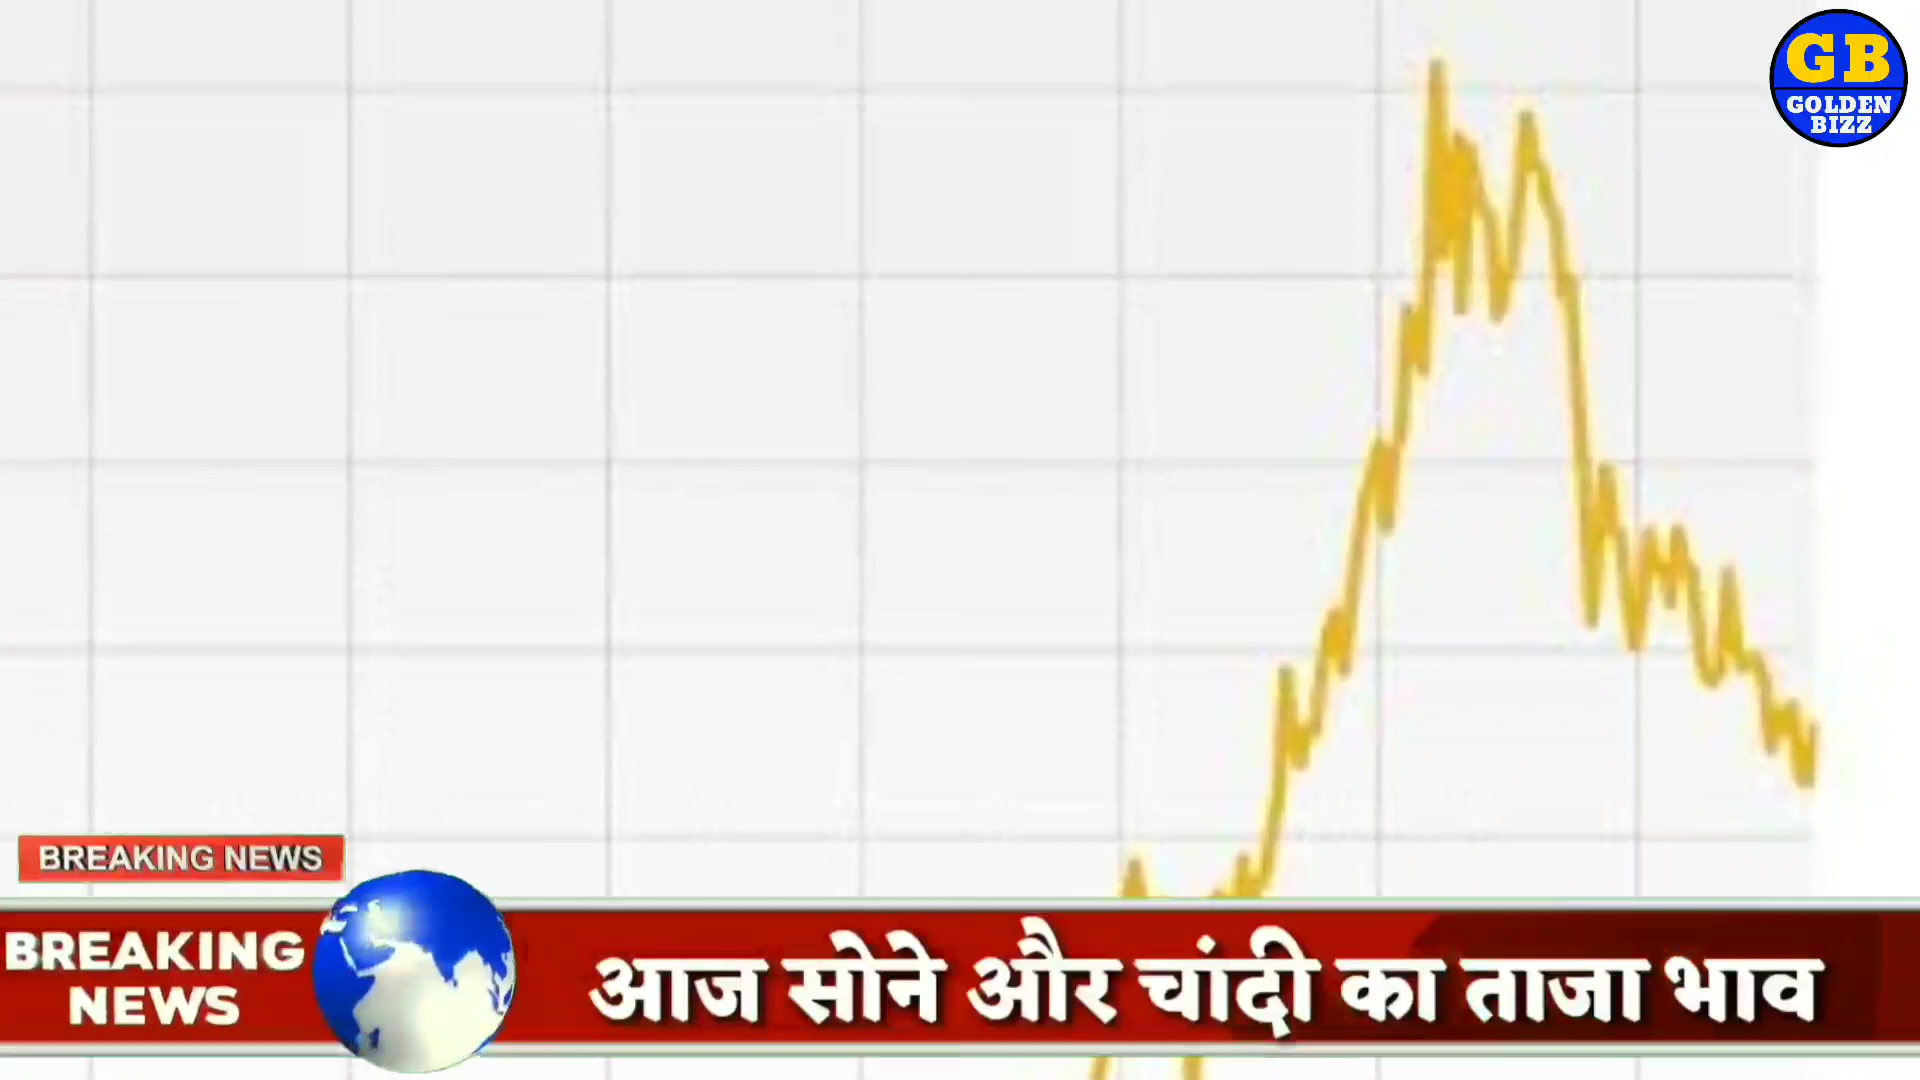 GB
GOLDEN
BIZZ
BREAKING NEWS
BREAKING
NEWS
आज सोने और चांदी का ताजा भाव